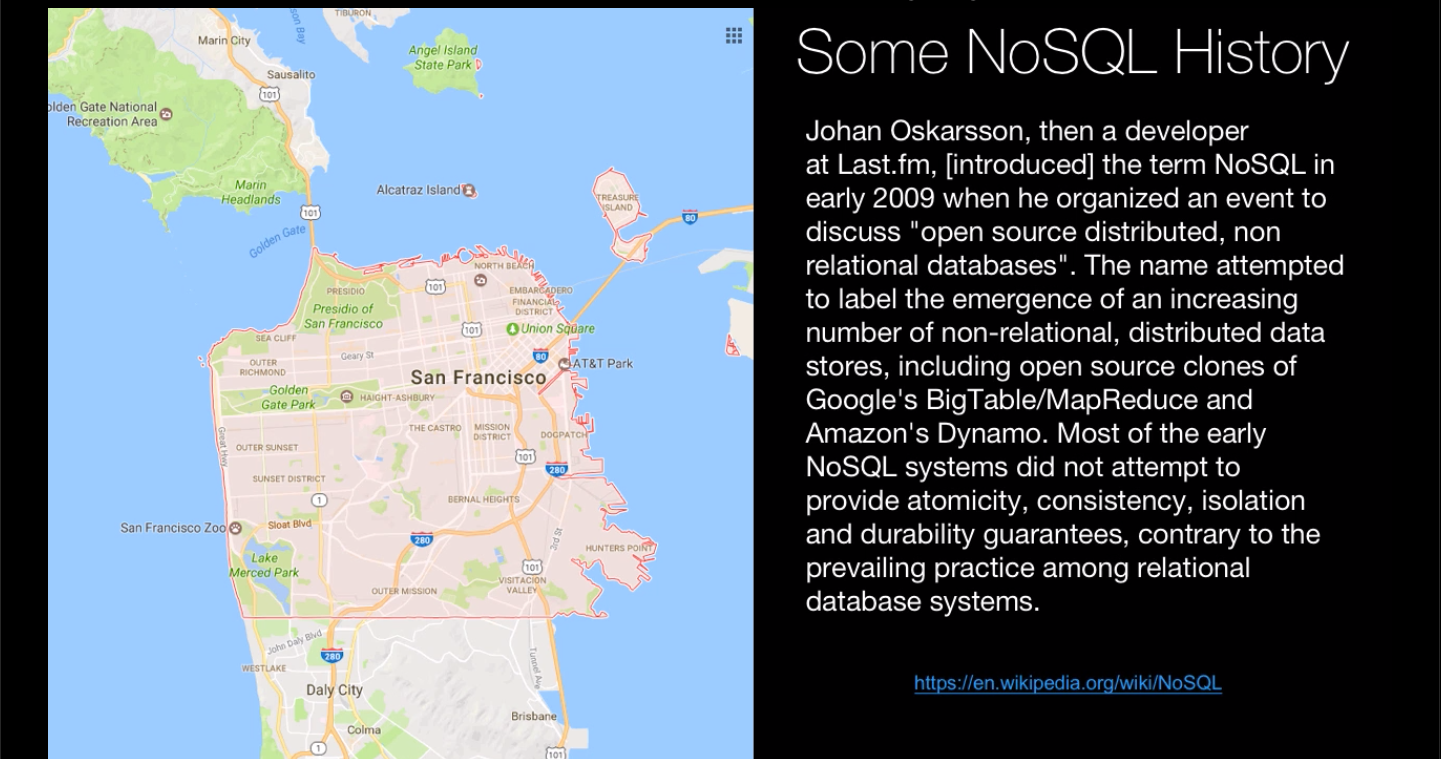 TIBURON
Marin City
Angel Island
State Park
Sausalito
101
Golden Gate National
Recreation Area
Alcatraz Island
Marin
Headlands
TREASURE
ISLAND
101
80
Golden Gate
NORTH BEACH
101
PRESIDIO
EMBARCADERO
FINANCIAL
DISTRICT
Presidio of
San Francisco
101
Union Square
SEA CLIFF
Geary St
80
AT&T Park
OUTER
RICHMOND
San Francisco
Golden
Gate Park
HAIGHT-ASHBURY
THE CASTRO
MISSION
DISTRICT
DOGPATCH
Great Hwy
OUTER SUNSET
101
280
SUNSET DISTRICT
1
BERNAL HEIGHTS
San Francisco Zoo
Sloat Blvd
280
3rd St
HUNTERS POINT
Lake
Merced Park
101
OUTER MISSION
VISITACION
VALLEY
John Daly Blvd
280
WESTLAKE
Tunnel Ave
Daly City
Brisbane
Colma
1
101
Some NoSQL History
Johan Oskarsson, then a developer
at Last.fm, [introduced] the term NoSQL in
early 2009 when he organized an event to
discuss "open source distributed, non
relational databases". The name attempted
to label the emergence of an increasing
number of non-relational, distributed data
stores, including open source clones of
Google's BigTable/MapReduce and
Amazon's Dynamo. Most of the early
NoSQL systems did not attempt to
provide atomicity, consistency, isolation
and durability guarantees, contrary to the
prevailing practice among relational
database systems.
https://en.wikipedia.org/wiki/NoSQL